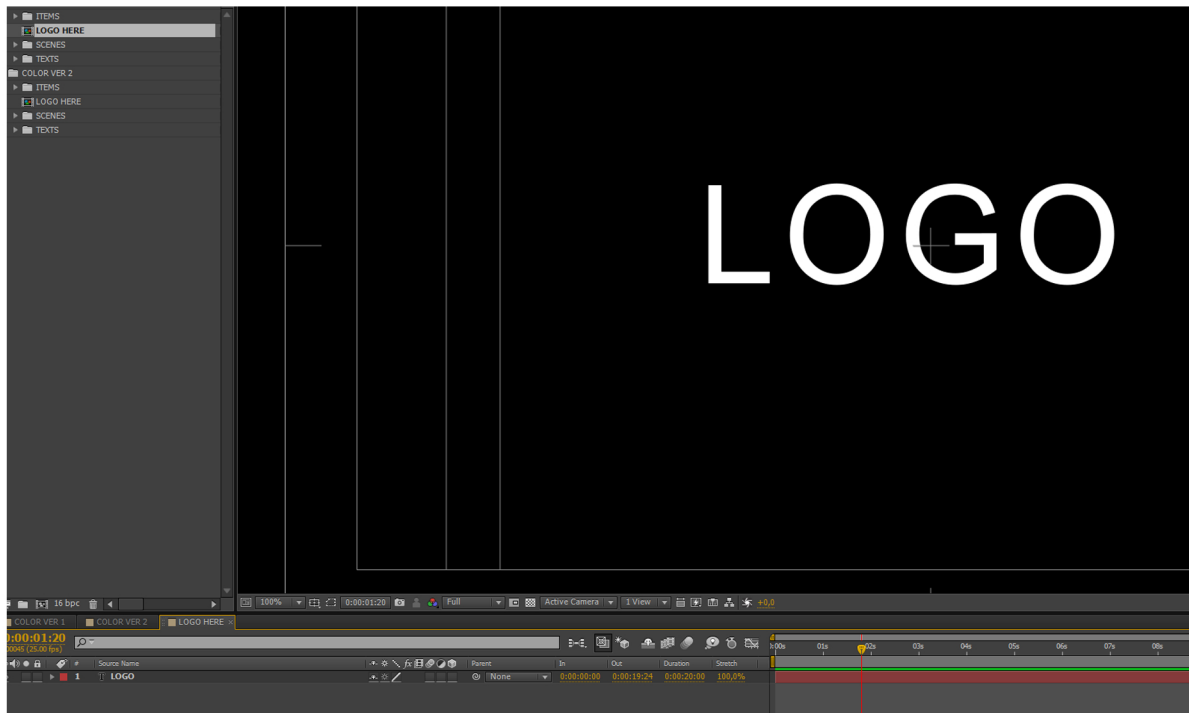 ITEMS
LOGO HERE
SCENES
TEXTS
COLOR VER 2
ITEMS
LOGO HERE
SCENES
TEXTS
LOGO
16 bpc
100% 0:00:01:20 Full Active Camera 1 View +0,0
COLOR VER 1 COLOR VER 2 LOGO HERE ×
0:00:01:20
00045 (25.00 fps)
:00s 01s 02s 03s 04s 05s 06s 07s 08s
# Source Name fx Parent In Out Duration Stretch
1 T LOGO None 0:00:00:00 0:00:19:24 0:00:20:00 100,0%